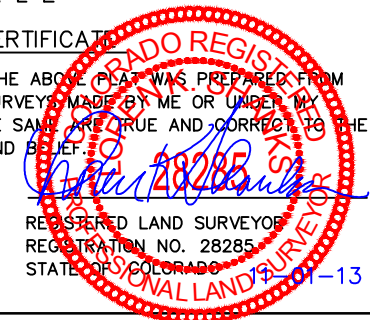 CERTIFICATE
THE ABOVE PLAT WAS PREPARED FROM
SURVEYS MADE BY ME OR UNDER MY
E SAME ARE TRUE AND CORRECT TO THE
ND BELIEF.
COLORADO REGISTERED
28285
PROFESSIONAL LAND SURVEYOR
REGISTERED LAND SURVEYOR
REGISTRATION NO. 28285
STATE OF COLORADO 11-01-13